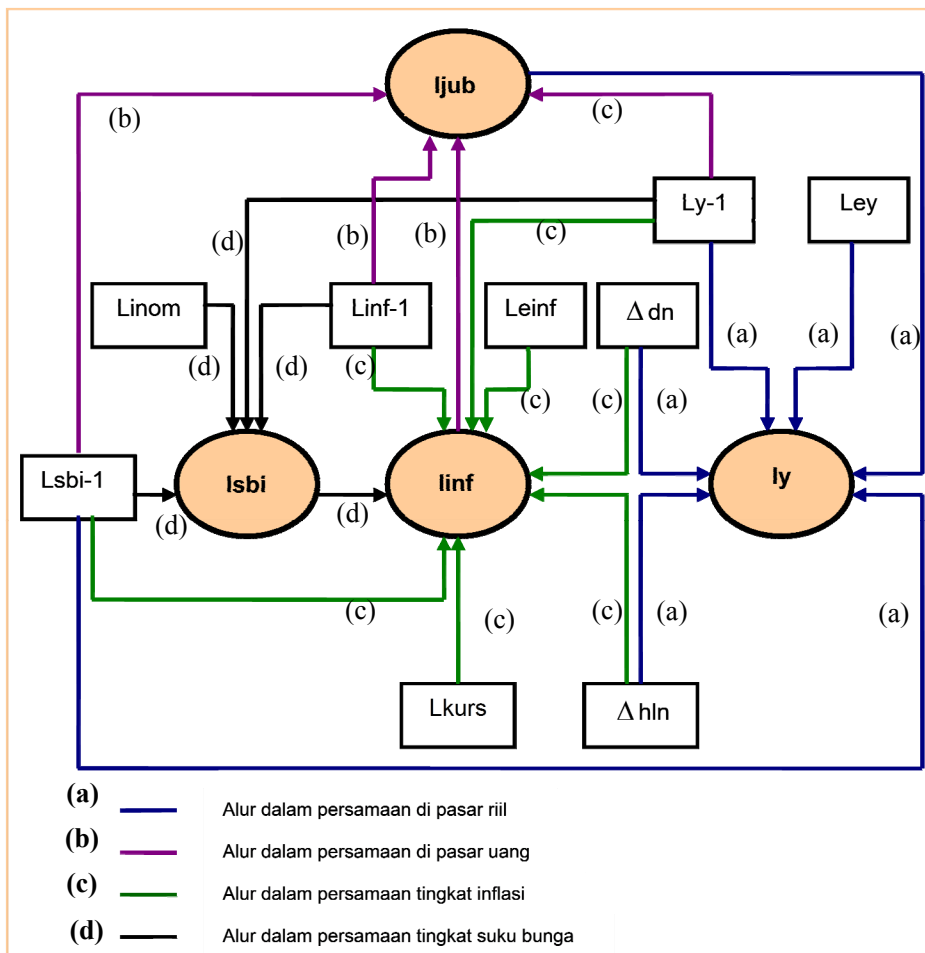 ljub
(b)
(c)
Ly-1
Ley
(d)
(b)
(b)
(c)
Linom
Linf-1
Leinf
Δ dn
(a)
(a)
(a)
(d)
(d)
(c)
(c)
(c)
(a)
Lsbi-1
lsbi
linf
ly
(d)
(d)
(c)
(c)
(c)
(a)
(a)
Lkurs
Δ hln
(a) Alur dalam persamaan di pasar riil
(b) Alur dalam persamaan di pasar uang
(c) Alur dalam persamaan tingkat inflasi
(d) Alur dalam persamaan tingkat suku bunga